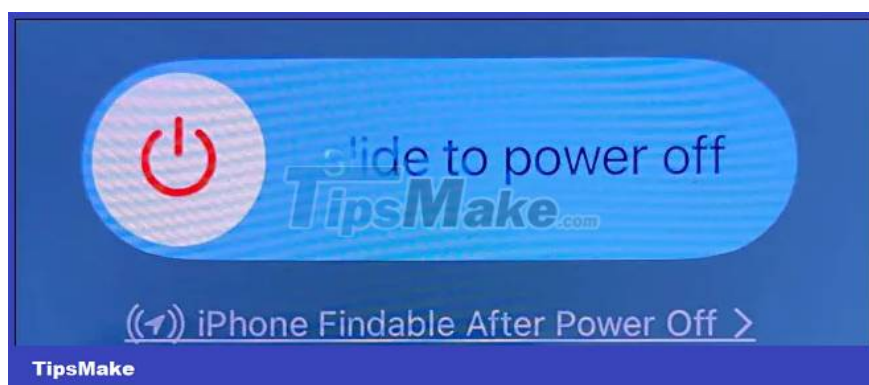 slide to power off
TipsMake.com
iPhone Findable After Power Off >
TipsMake